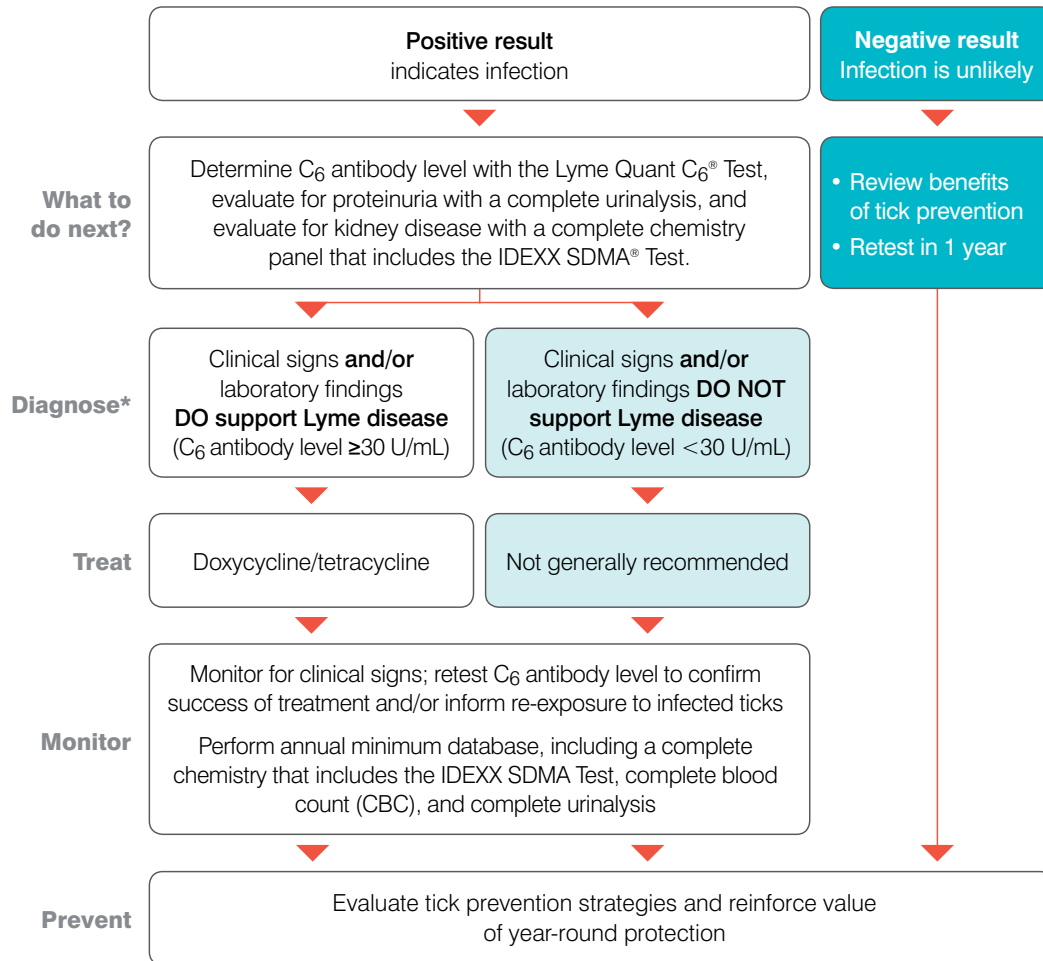 Positive result
indicates infection
Negative result
Infection is unlikely
What to
do next?
Determine C6 antibody level with the Lyme Quant C6® Test,
evaluate for proteinuria with a complete urinalysis, and
evaluate for kidney disease with a complete chemistry
panel that includes the IDEXX SDMA® Test.
• Review benefits
of tick prevention
• Retest in 1 year
Diagnose*
Clinical signs and/or
laboratory findings
DO support Lyme disease
(C6 antibody level ≥30 U/mL)
Clinical signs and/or
laboratory findings DO NOT
support Lyme disease
(C6 antibody level <30 U/mL)
Treat
Doxycycline/tetracycline
Not generally recommended
Monitor
Monitor for clinical signs; retest C6 antibody level to confirm
success of treatment and/or inform re-exposure to infected ticks
Perform annual minimum database, including a complete
chemistry that includes the IDEXX SDMA Test, complete blood
count (CBC), and complete urinalysis
Prevent
Evaluate tick prevention strategies and reinforce value
of year-round protection